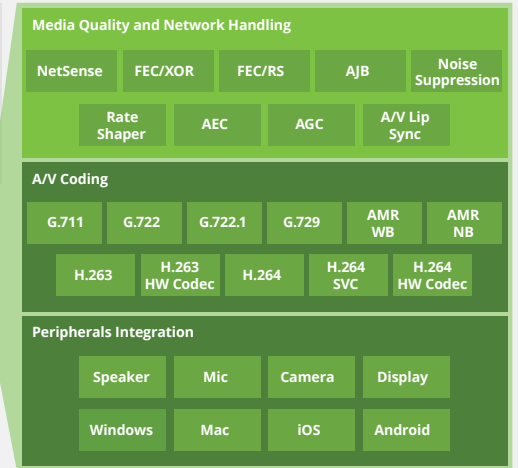 Media Quality and Network Handling
NetSense
FEC/XOR
FEC/RS
AJB
Noise
Suppression
Rate
Shaper
AEC
AGC
A/V Lip
Sync
A/V Coding
G.711
G.722
G.722.1
G.729
AMR
WB
AMR
NB
H.263
H.263
HW Codec
H.264
H.264
SVC
H.264
HW Codec
Peripherals Integration
Speaker
Mic
Camera
Display
Windows
Mac
iOS
Android